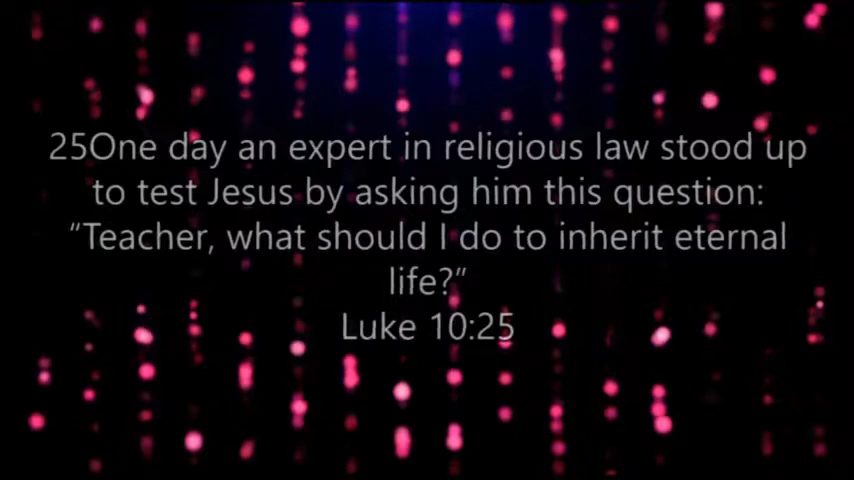 25One day an expert in religious law stood up
to test Jesus by asking him this question:
“Teacher, what should I do to inherit eternal
life?”
Luke 10:25